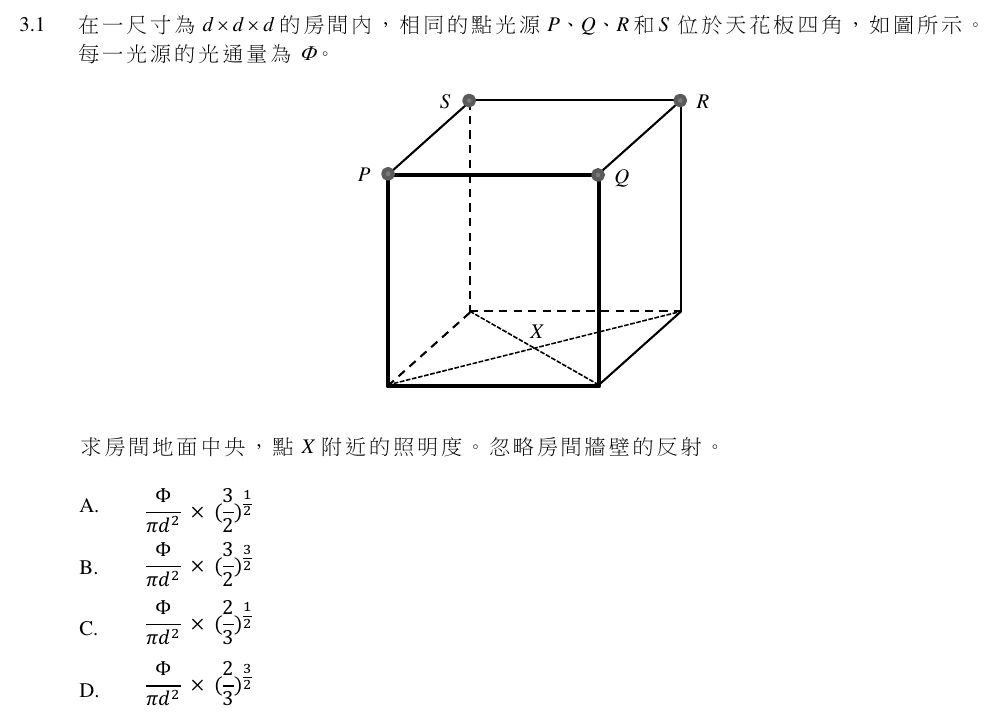 3.1 在一尺寸為 d×d×d 的房間內，相同的點光源 P、Q、R和S 位於天花板四角，如圖所示。
每一光源的光通量為 Φ。
S
R
P
Q
X
求房間地面中央，點 X 附近的照明度。忽略房間牆壁的反射。
A. Φ/πd² × (3/2)^(1/2)
B. Φ/πd² × (3/2)^(3/2)
C. Φ/πd² × (2/3)^(1/2)
D. Φ/πd² × (2/3)^(3/2)